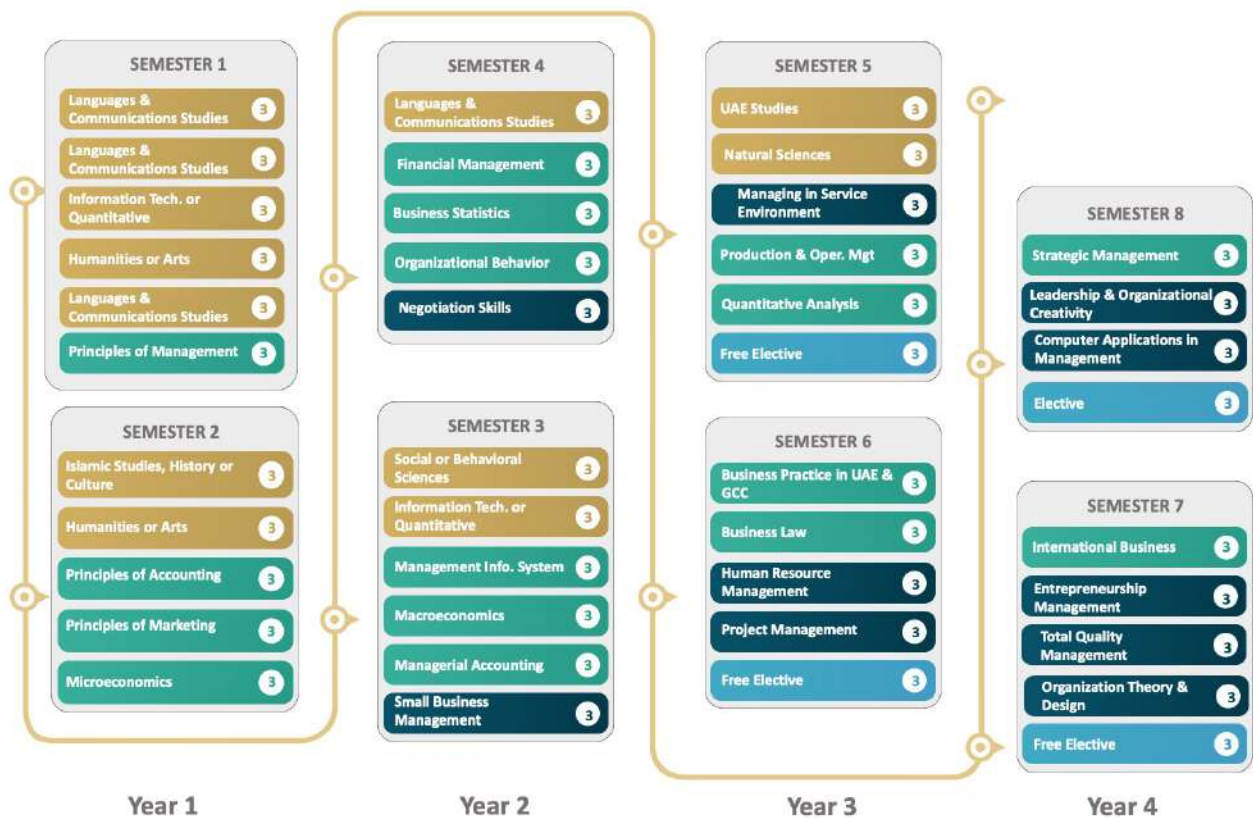 SEMESTER 1
Languages &
Communications Studies 3
Languages &
Communications Studies 3
Information Tech. or
Quantitative 3
Humanities or Arts 3
Languages &
Communications Studies 3
Principles of Management 3
SEMESTER 2
Islamic Studies, History or
Culture 3
Humanities or Arts 3
Principles of Accounting 3
Principles of Marketing 3
Microeconomics 3
SEMESTER 4
Languages &
Communications Studies 3
Financial Management 3
Business Statistics 3
Organizational Behavior 3
Negotiation Skills 3
SEMESTER 3
Social or Behavioral
Sciences 3
Information Tech. or
Quantitative 3
Management Info. System 3
Macroeconomics 3
Managerial Accounting 3
Small Business
Management 3
SEMESTER 5
UAE Studies 3
Natural Sciences 3
Managing in Service
Environment 3
Production & Oper. Mgt 3
Quantitative Analysis 3
Free Elective 3
SEMESTER 6
Business Practice in UAE &
GCC 3
Business Law 3
Human Resource
Management 3
Project Management 3
Free Elective 3
SEMESTER 8
Strategic Management 3
Leadership & Organizational
Creativity 3
Computer Applications in
Management 3
Elective 3
SEMESTER 7
International Business 3
Entrepreneurship
Management 3
Total Quality
Management 3
Organization Theory &
Design 3
Free Elective 3
Year 1
Year 2
Year 3
Year 4